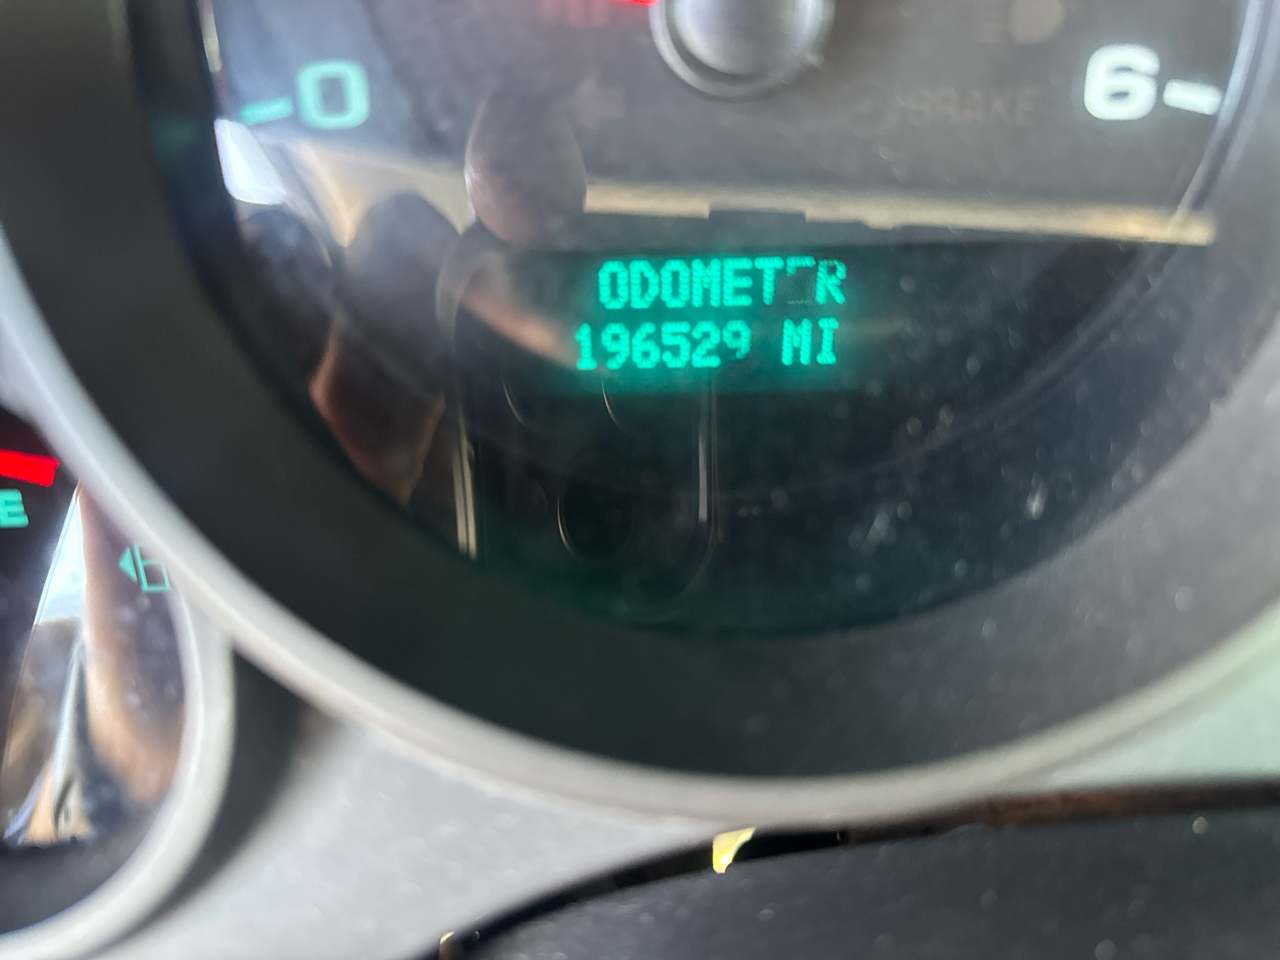 0
6
BRAKE
ODOMETER
196529 MI
E